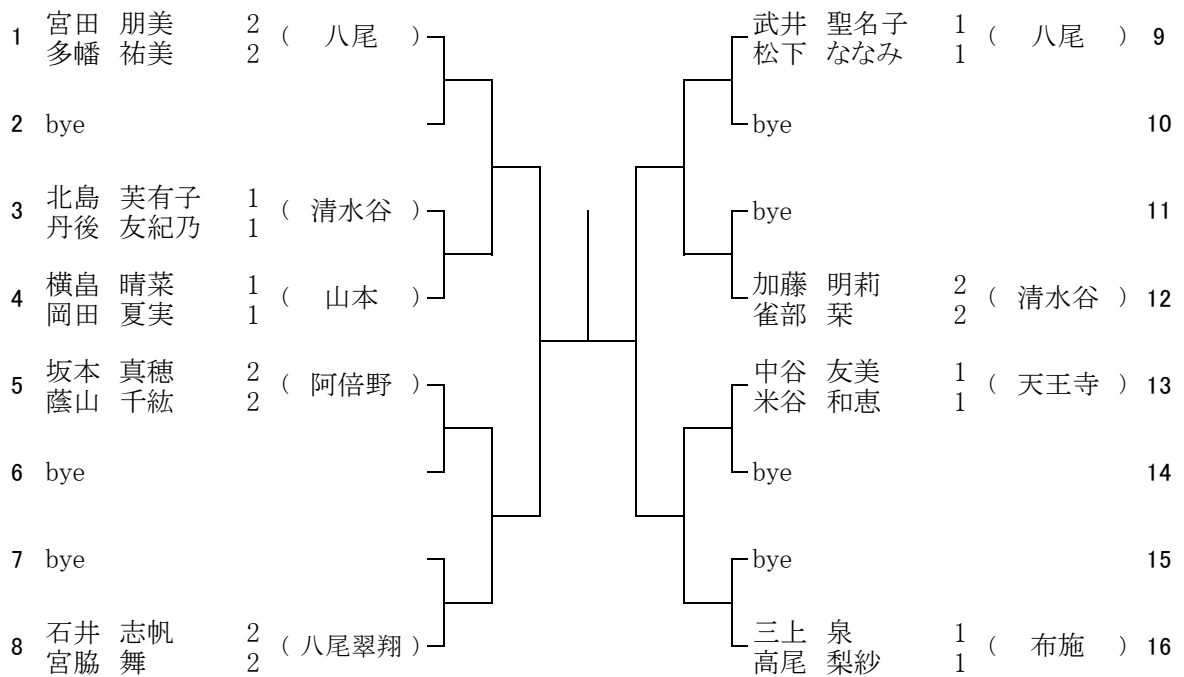 1 宮田 朋美 2 ( 八尾 )
多幡 祐美 2
2 bye
3 北島 芙有子 1 ( 清水谷 )
丹後 友紀乃 1
4 横畠 晴菜 1 ( 山本 )
岡田 夏実 1
5 坂本 真穂 2 ( 阿倍野 )
蔭山 千紘 2
6 bye
7 bye
8 石井 志帆 2 ( 八尾翠翔 )
宮脇 舞 2
武井 聖名子 1 ( 八尾 ) 9
松下 ななみ 1
bye 10
bye 11
加藤 明莉 2 ( 清水谷 ) 12
雀部 栞 2
中谷 友美 1 ( 天王寺 ) 13
米谷 和恵 1
bye 14
bye 15
三上 泉 1 ( 布施 ) 16
高尾 梨紗 1